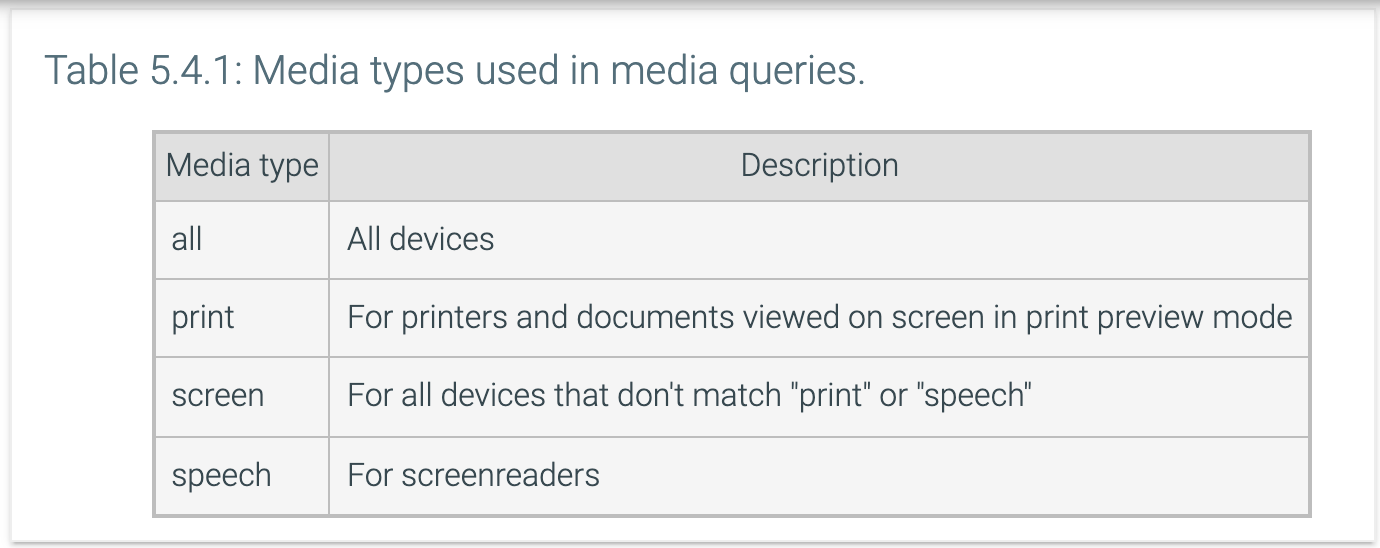 Table 5.4.1: Media types used in media queries.
Media type Description
all All devices
print For printers and documents viewed on screen in print preview mode
screen For all devices that don't match "print" or "speech"
speech For screenreaders